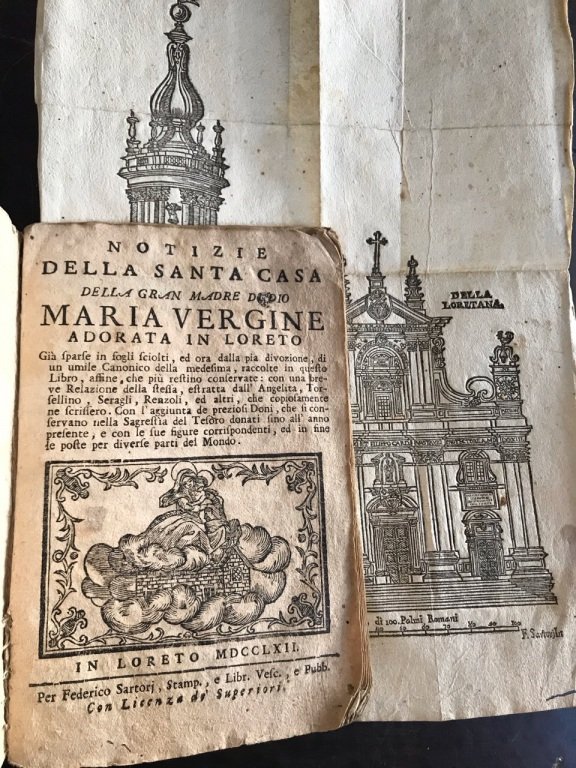 NOTIZIE
DELLA SANTA CASA
DELLA GRAN MADRE DI DIO
MARIA VERGINE
ADORATA IN LORETO
Già sparse in fogli sciolti, ed ora dalla pia divozione, di
un umile Canonico della medesima, raccolte in questo
Libro, affine, che più restino conservate: con una bre-
ve Relazione della stessa, estratta dall' Angelita, Tor-
sellino, Seragli, Renzoli, ed altri, che copiosamente
ne scrissero. Con l'aggiunta de preziosi Doni, che si con-
servano nella Sagrestia del Tesoro donati sino all' anno
presente, e con le sue figure corrispondenti, ed in fine
le poste per diverse parti del Mondo.
IN LORETO MDCCLXII.
Per Federico Sartorj, Stamp., e Libr. Vesc., e Pubb.
Con Licenza de' Superiori.
DELLA
LORETANA.
di 100. Palmi Romani